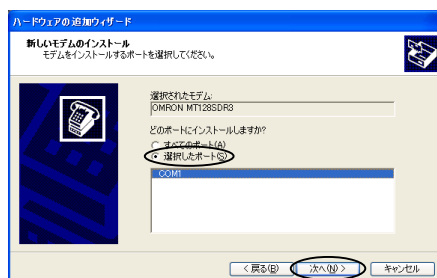 ハードウェアの追加ウィザード
新しいモデムのインストール
モデムをインストールするポートを選択してください。
選択されたモデム:
OMRON MT128SDR3
どのポートにインストールしますか?
すべてのポート(A)
選択したポート(S)
COM1
< 戻る(B)
次へ(N) >
キャンセル